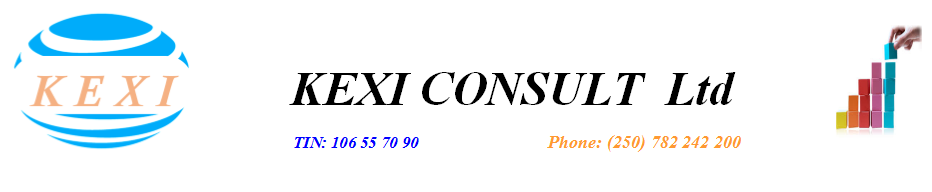 KEXI
KEXI CONSULT Ltd
TIN: 106 55 70 90
Phone: (250) 782 242 200